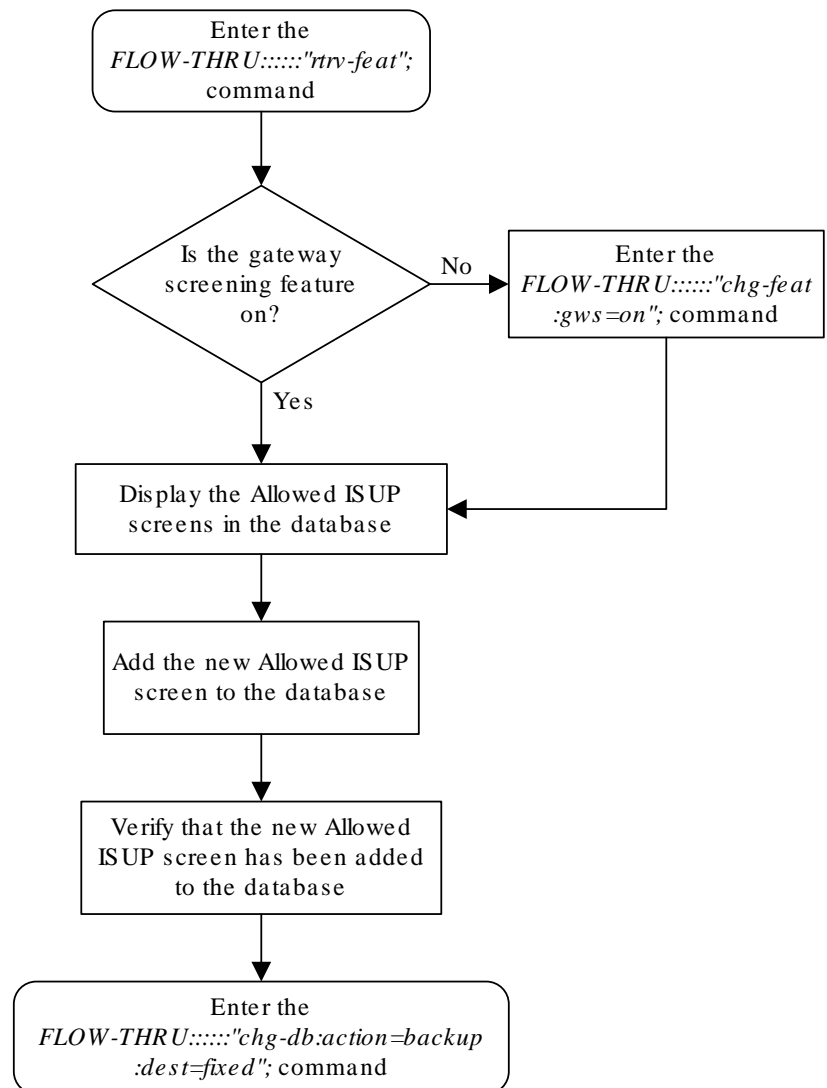 Enter the
FLOW-THRU::::::"rtrv-feat";
command
Is the gateway
screening feature
on?
No
Enter the
FLOW-THRU::::::"chg-feat
:gws=on"; command
Yes
Display the Allowed ISUP
screens in the database
Add the new Allowed ISUP
screen to the database
Verify that the new Allowed
ISUP screen has been added
to the database
Enter the
FLOW-THRU::::::"chg-db:action=backup
:dest=fixed"; command